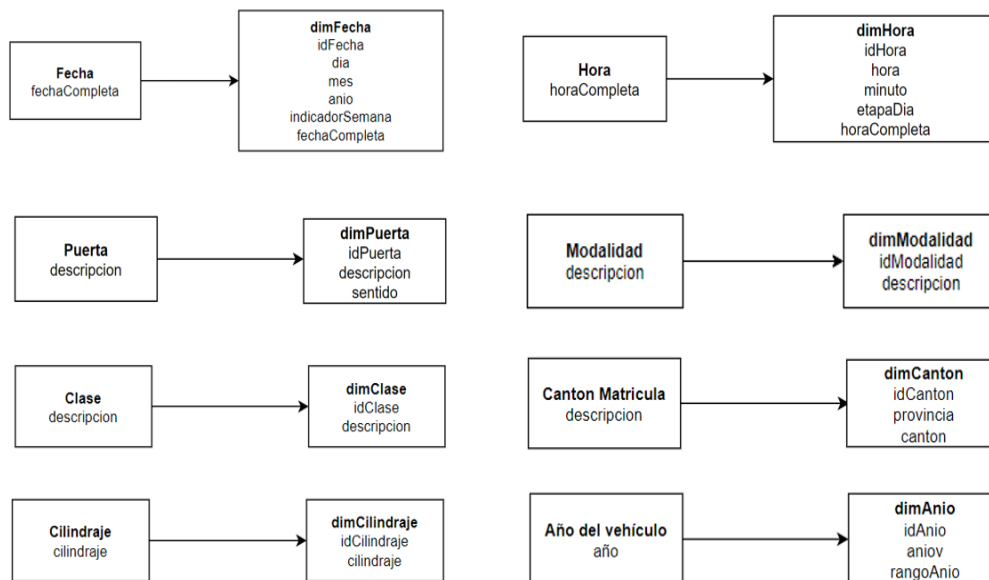 Fecha
fechaCompleta
dimFecha
idFecha
dia
mes
anio
indicadorSemana
fechaCompleta
Hora
horaCompleta
dimHora
idHora
hora
minuto
etapaDia
horaCompleta
Puerta
descripcion
dimPuerta
idPuerta
descripcion
sentido
Modalidad
descripcion
dimModalidad
idModalidad
descripcion
Clase
descripcion
dimClase
idClase
descripcion
Canton Matricula
descripcion
dimCanton
idCanton
provincia
canton
Cilindraje
cilindraje
dimCilindraje
idCilindraje
cilindraje
Año del vehículo
año
dimAnio
idAnio
aniov
rangoAnio